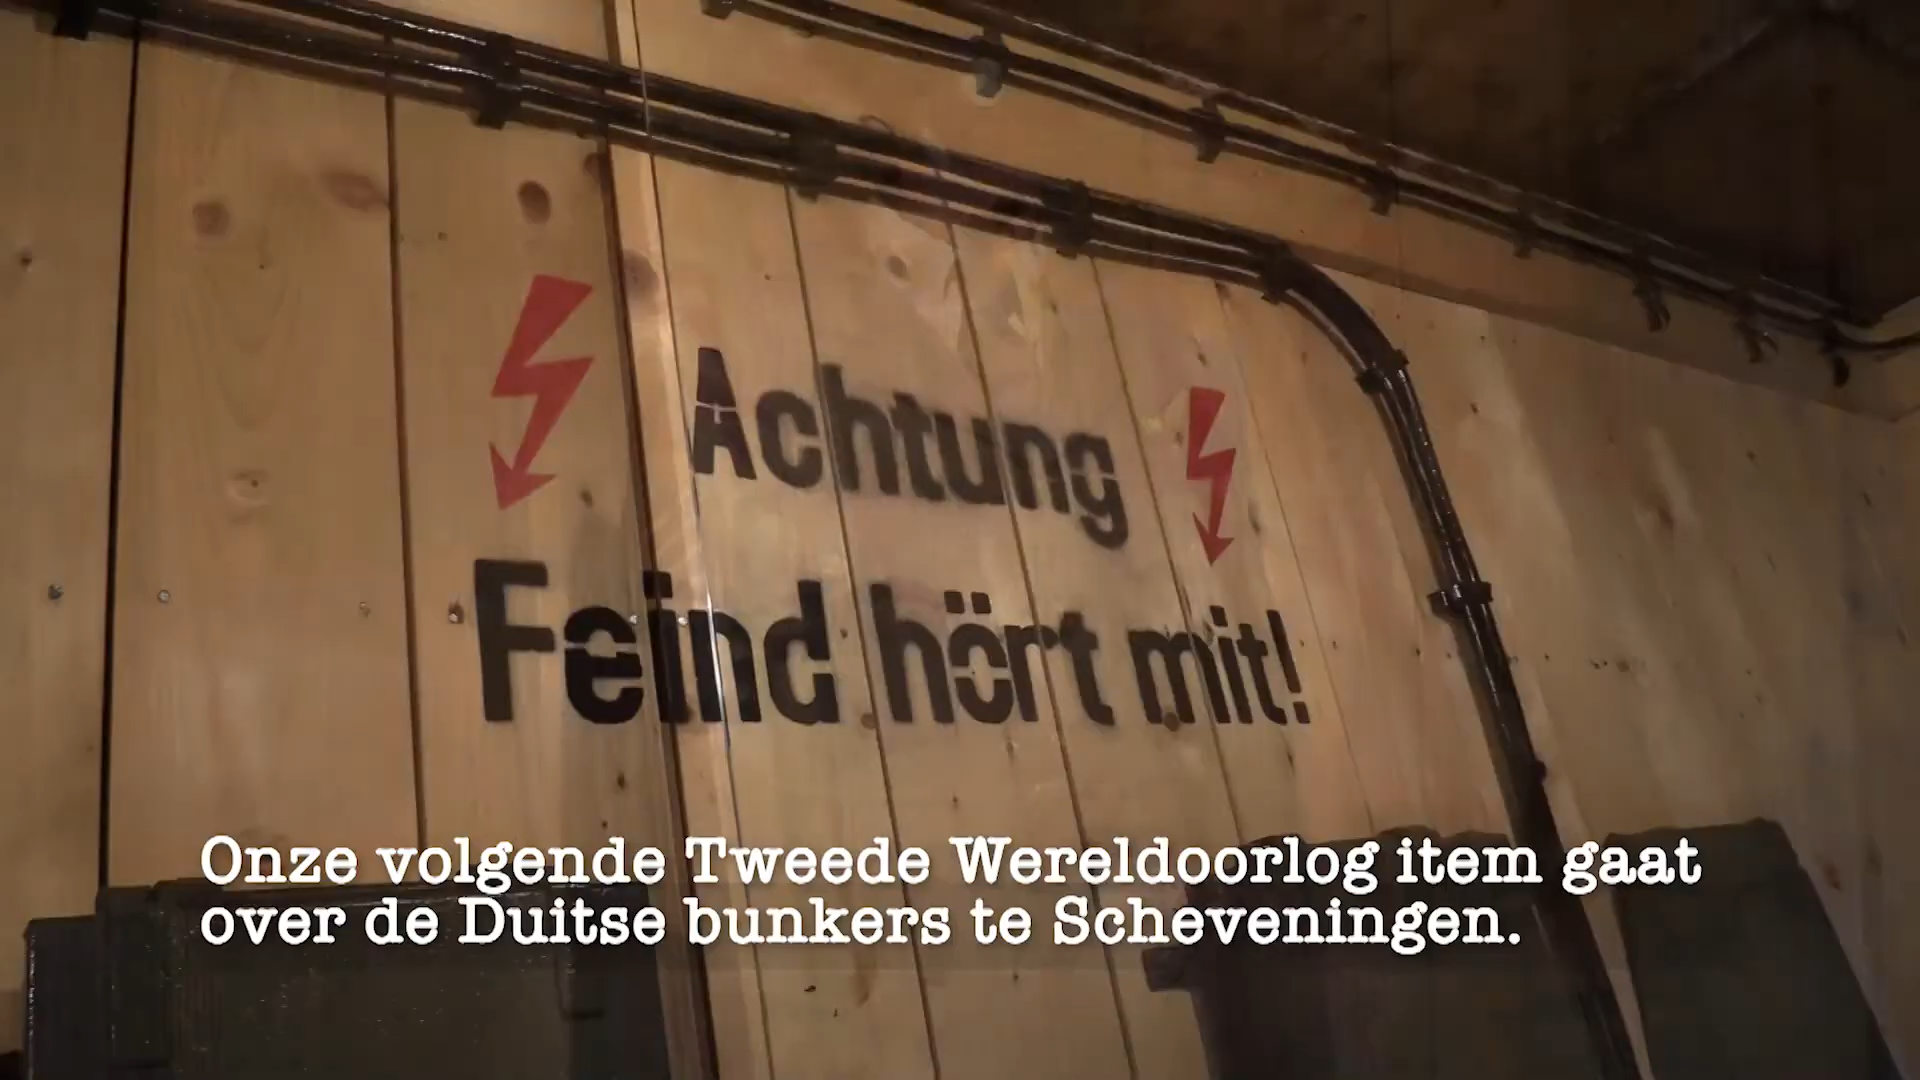 Achtung
Feind hört mit!
Onze volgende Tweede Wereldoorlog item gaat
over de Duitse bunkers te Scheveningen.